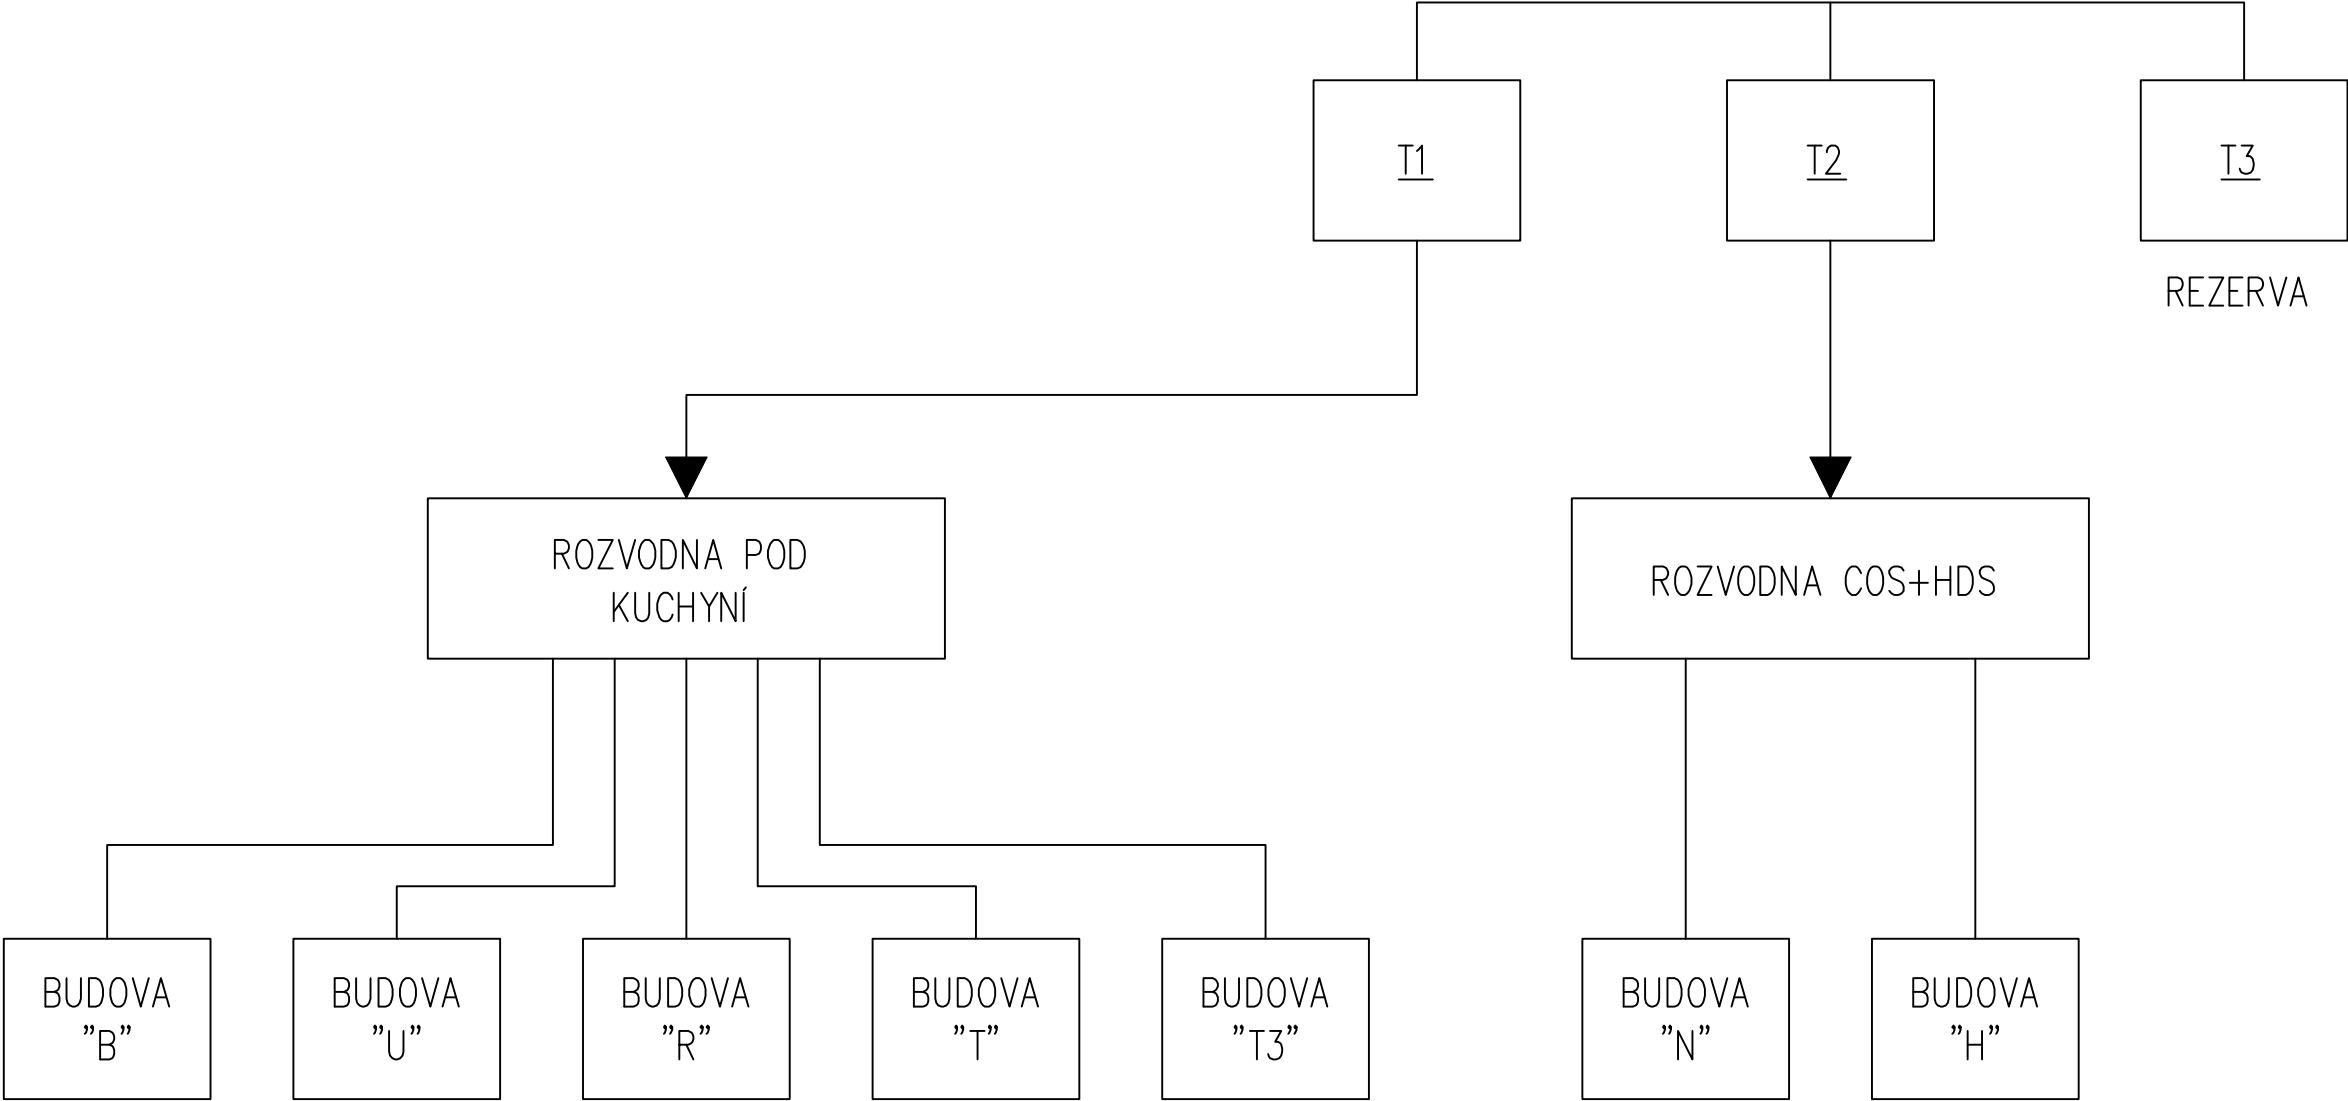 T1
T2
T3
REZERVA
ROZVODNA POD
KUCHYNÍ
ROZVODNA COS+HDS
BUDOVA
"B"
BUDOVA
"U"
BUDOVA
"R"
BUDOVA
"T"
BUDOVA
"T3"
BUDOVA
"N"
BUDOVA
"H"